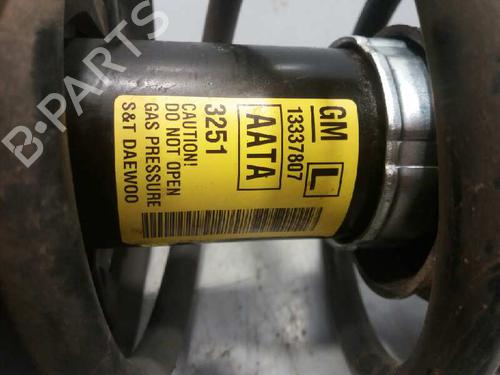 GM
13337807
L
AATA
3251
CAUTION!
DO NOT OPEN
GAS PRESSURE
S&T DAEWOO
B-PARTS